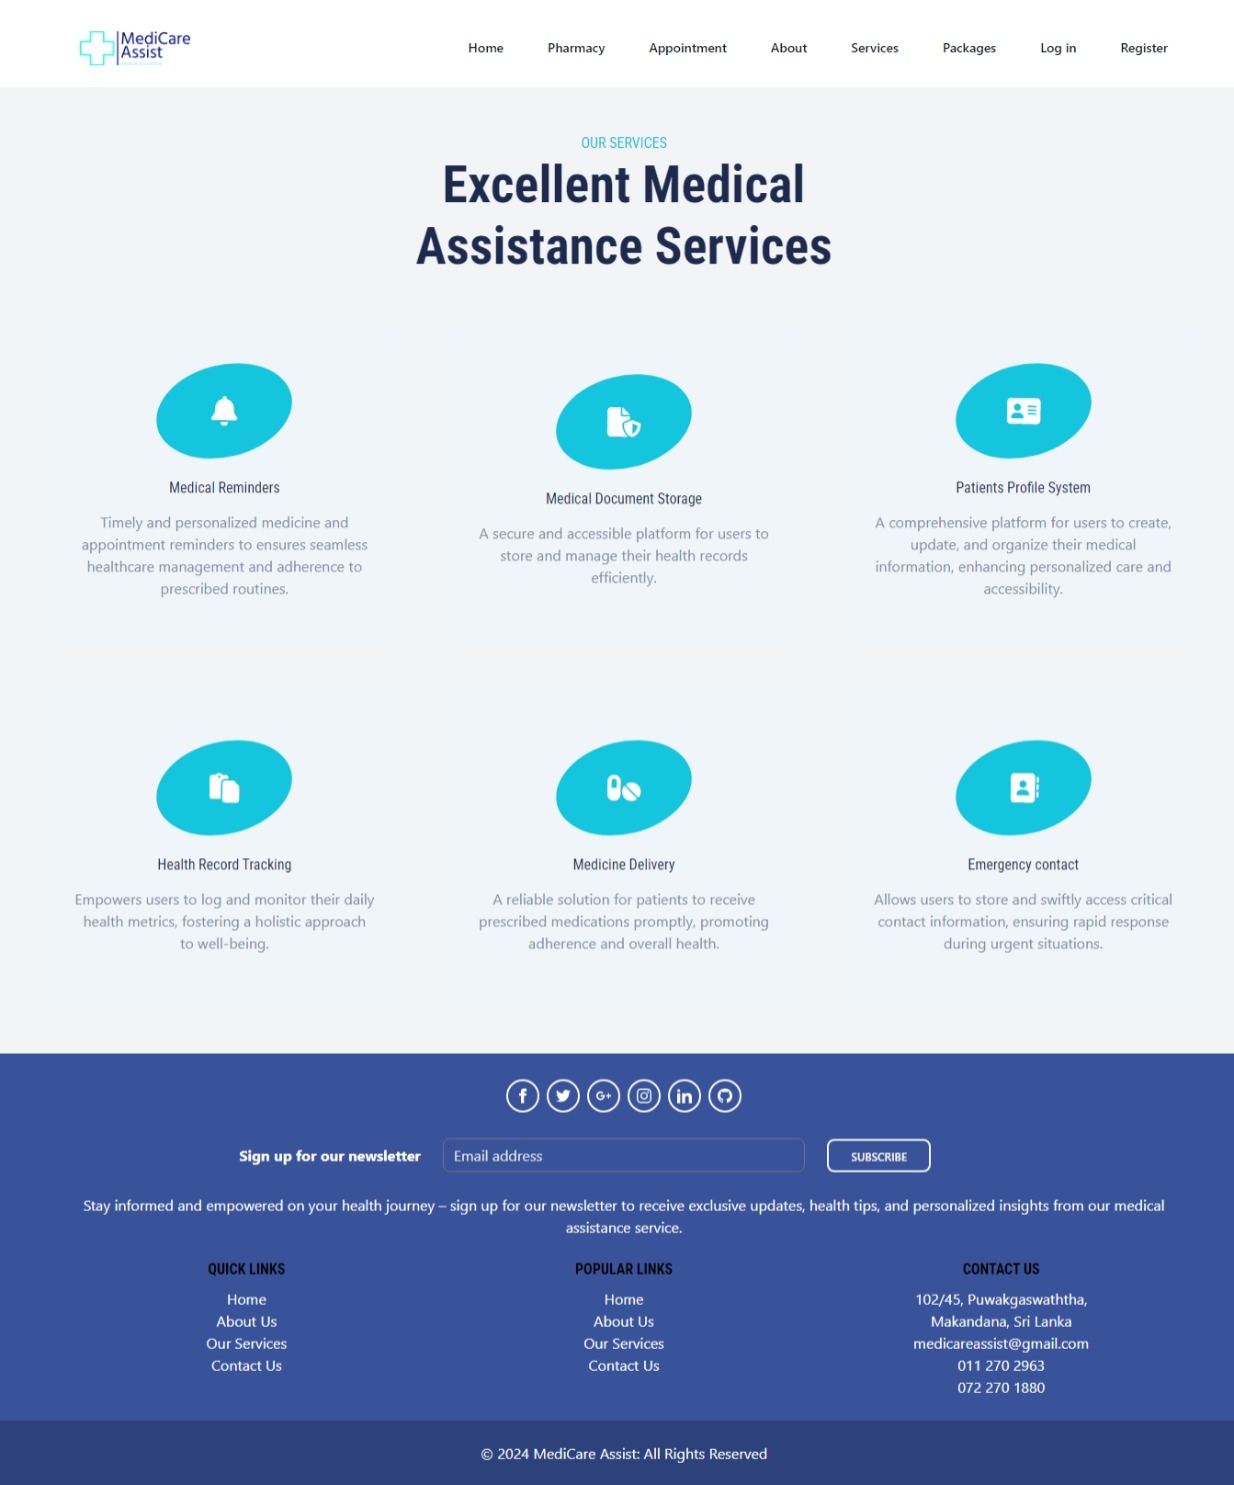 MediCare
Assist
Home Pharmacy Appointment About Services Packages Log in Register
OUR SERVICES
Excellent Medical
Assistance Services
Medical Reminders
Timely and personalized medicine and
appointment reminders to ensures seamless
healthcare management and adherence to
prescribed routines.
Medical Document Storage
A secure and accessible platform for users to
store and manage their health records
efficiently.
Patients Profile System
A comprehensive platform for users to create,
update, and organize their medical
information, enhancing personalized care and
accessibility.
Health Record Tracking
Empowers users to log and monitor their daily
health metrics, fostering a holistic approach
to well-being.
Medicine Delivery
A reliable solution for patients to receive
prescribed medications promptly, promoting
adherence and overall health.
Emergency contact
Allows users to store and swiftly access critical
contact information, ensuring rapid response
during urgent situations.
Sign up for our newsletter Email address SUBSCRIBE
Stay informed and empowered on your health journey – sign up for our newsletter to receive exclusive updates, health tips, and personalized insights from our medical
assistance service.
QUICK LINKS
Home
About Us
Our Services
Contact Us
POPULAR LINKS
Home
About Us
Our Services
Contact Us
CONTACT US
102/45, Puwakgaswaththa,
Makandana, Sri Lanka
medicareassist@gmail.com
011 270 2963
072 270 1880
© 2024 MediCare Assist: All Rights Reserved